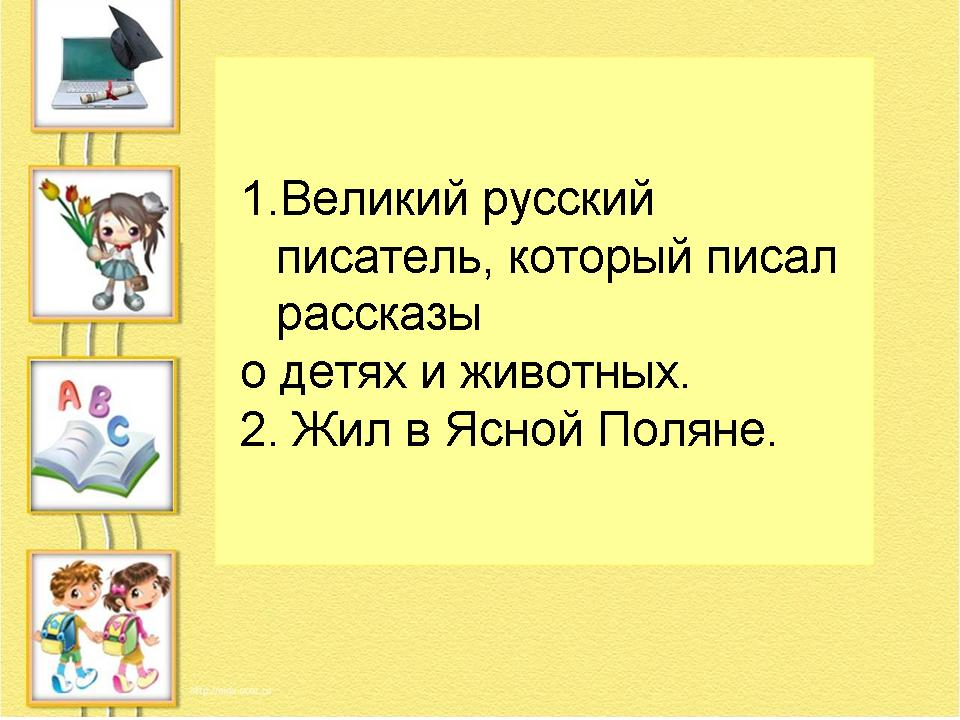 1.Великий русский
писатель, который писал
рассказы
о детях и животных.
2. Жил в Ясной Поляне.
A B C